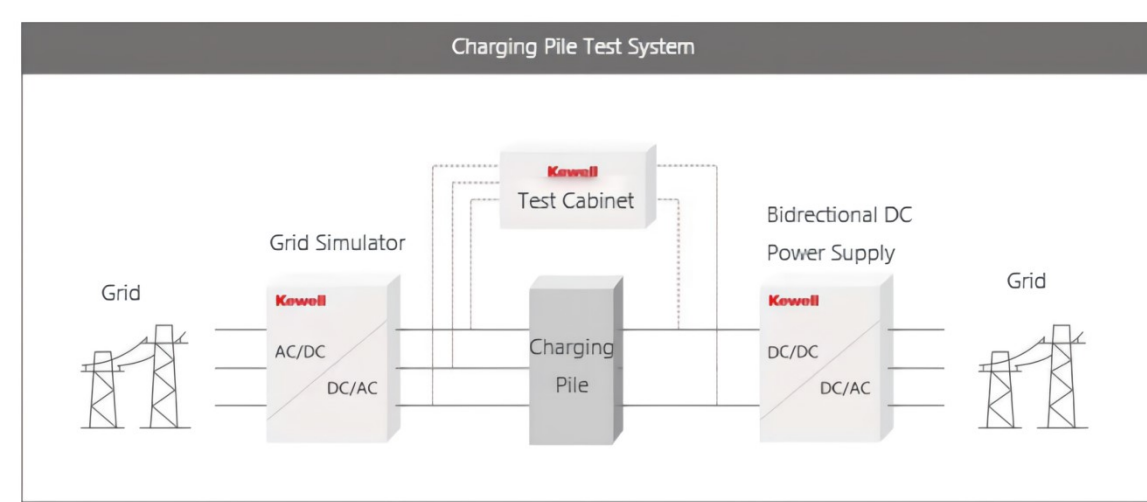 Charging Pile Test System
Kewell
Test Cabinet
Bidrectional DC
Power Supply
Grid Simulator
Grid
Grid
Kewell
Kewell
AC/DC
DC/AC
Charging
Pile
DC/DC
DC/AC